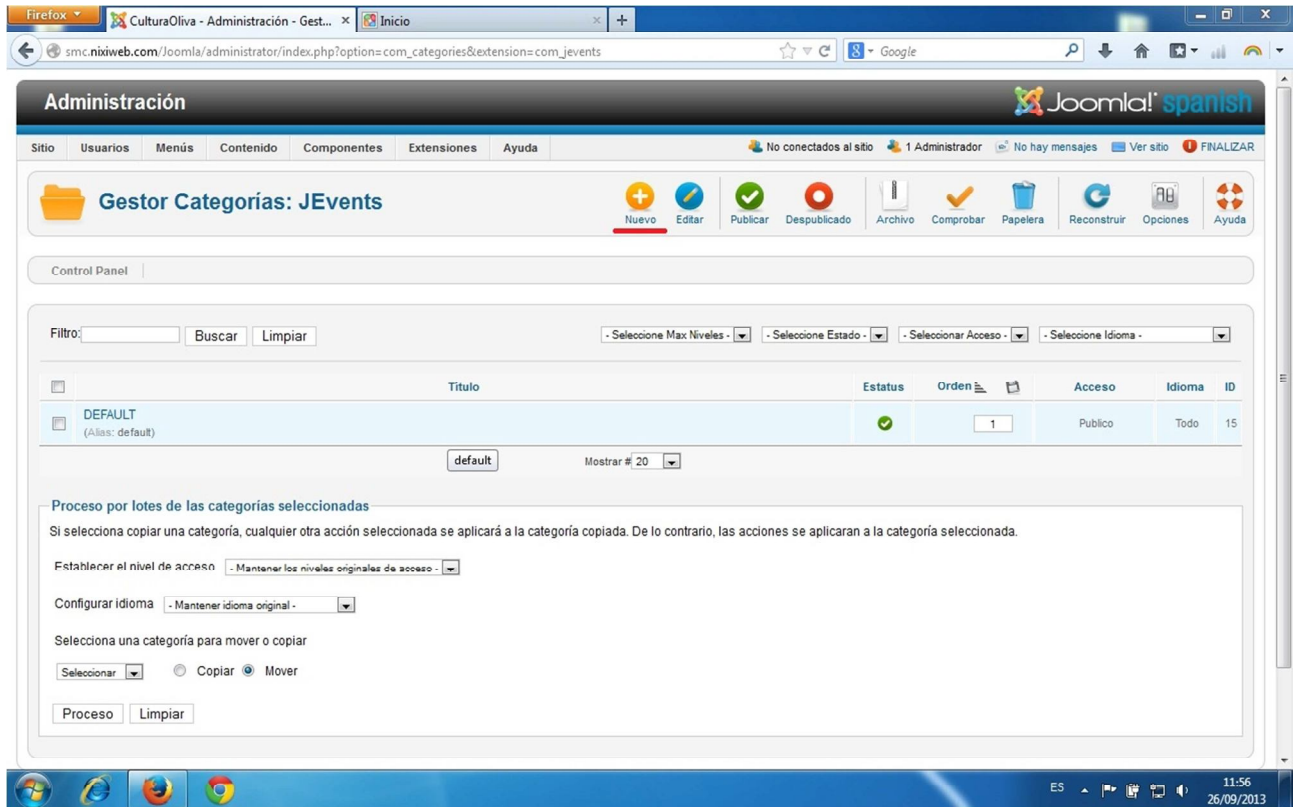 Firefox
CulturaOliva - Administración - Gest...
Inicio
smc.nixiweb.com/Joomla/administrator/index.php?option=com_categories&extension=com_jevents
Google
Administración
Joomla! spanish
Sitio Usuarios Menús Contenido Componentes Extensiones Ayuda
No conectados al sitio 1 Administrador No hay mensajes Ver sitio FINALIZAR
Gestor Categorías: JEvents
Nuevo Editar Publicar Despublicado Archivo Comprobar Papelera Reconstruir Opciones Ayuda
Control Panel
Filtro: Buscar Limpiar
- Seleccione Max Niveles - - Seleccione Estado - - Seleccionar Acceso - - Seleccione Idioma -
Título Estatus Orden Acceso Idioma ID
DEFAULT
(Alias: default)
1 Publico Todo 15
default Mostrar # 20
Proceso por lotes de las categorías seleccionadas
Si selecciona copiar una categoría, cualquier otra acción seleccionada se aplicará a la categoría copiada. De lo contrario, las acciones se aplicaran a la categoría seleccionada.
Establecer el nivel de acceso - Mantener los niveles originales de acceso -
Configurar idioma - Mantener idioma original -
Selecciona una categoría para mover o copiar
Seleccionar Copiar Mover
Proceso Limpiar
ES
11:56
26/09/2013